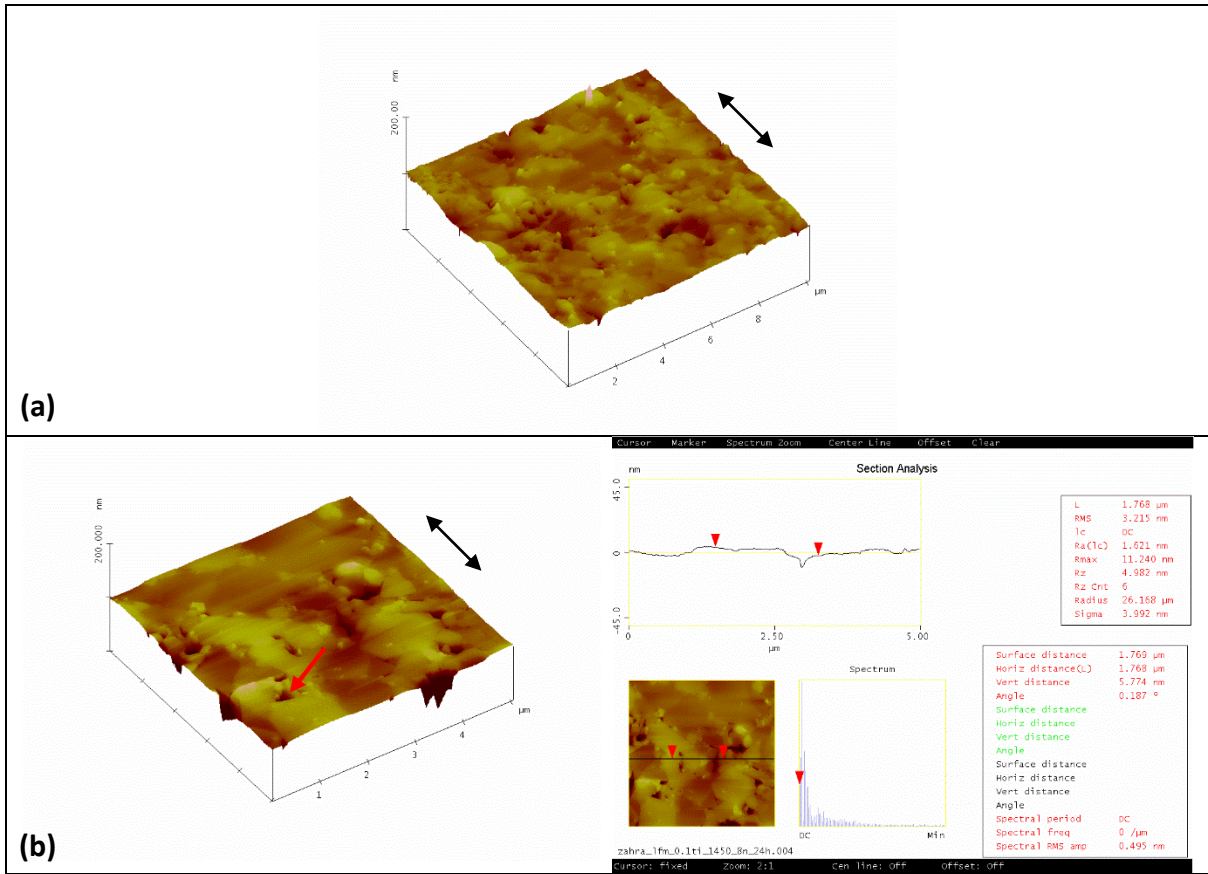 nm
200.00
2
4
6
8
µm
(a)
nm
200.000
1
2
3
4
µm
(b)
Cursor Marker Spectrum Zoom Center Line Offset Clear
Section Analysis
nm
45.0
0
-45.0
0 2.50 5.00
µm
L 1.768 µm
RMS 3.215 nm
lc DC
Ra(lc) 1.621 nm
Rmax 11.240 nm
Rz 4.982 nm
Rz Cnt 6
Radius 26.168 µm
Sigma 3.992 nm
Surface distance 1.769 µm
Horiz distance(L) 1.768 µm
Vert distance 5.774 nm
Angle 0.187 °
Surface distance
Horiz distance
Vert distance
Angle
Surface distance
Horiz distance
Vert distance
Angle
Spectral period DC
Spectral freq 0 /µm
Spectral RMS amp 0.495 nm
Spectrum
DC Min
zahra_lfm_0.1ti_1450_8n_24h.004
Cursor: fixed Zoom: 2:1 Cen line: Off Offset: Off